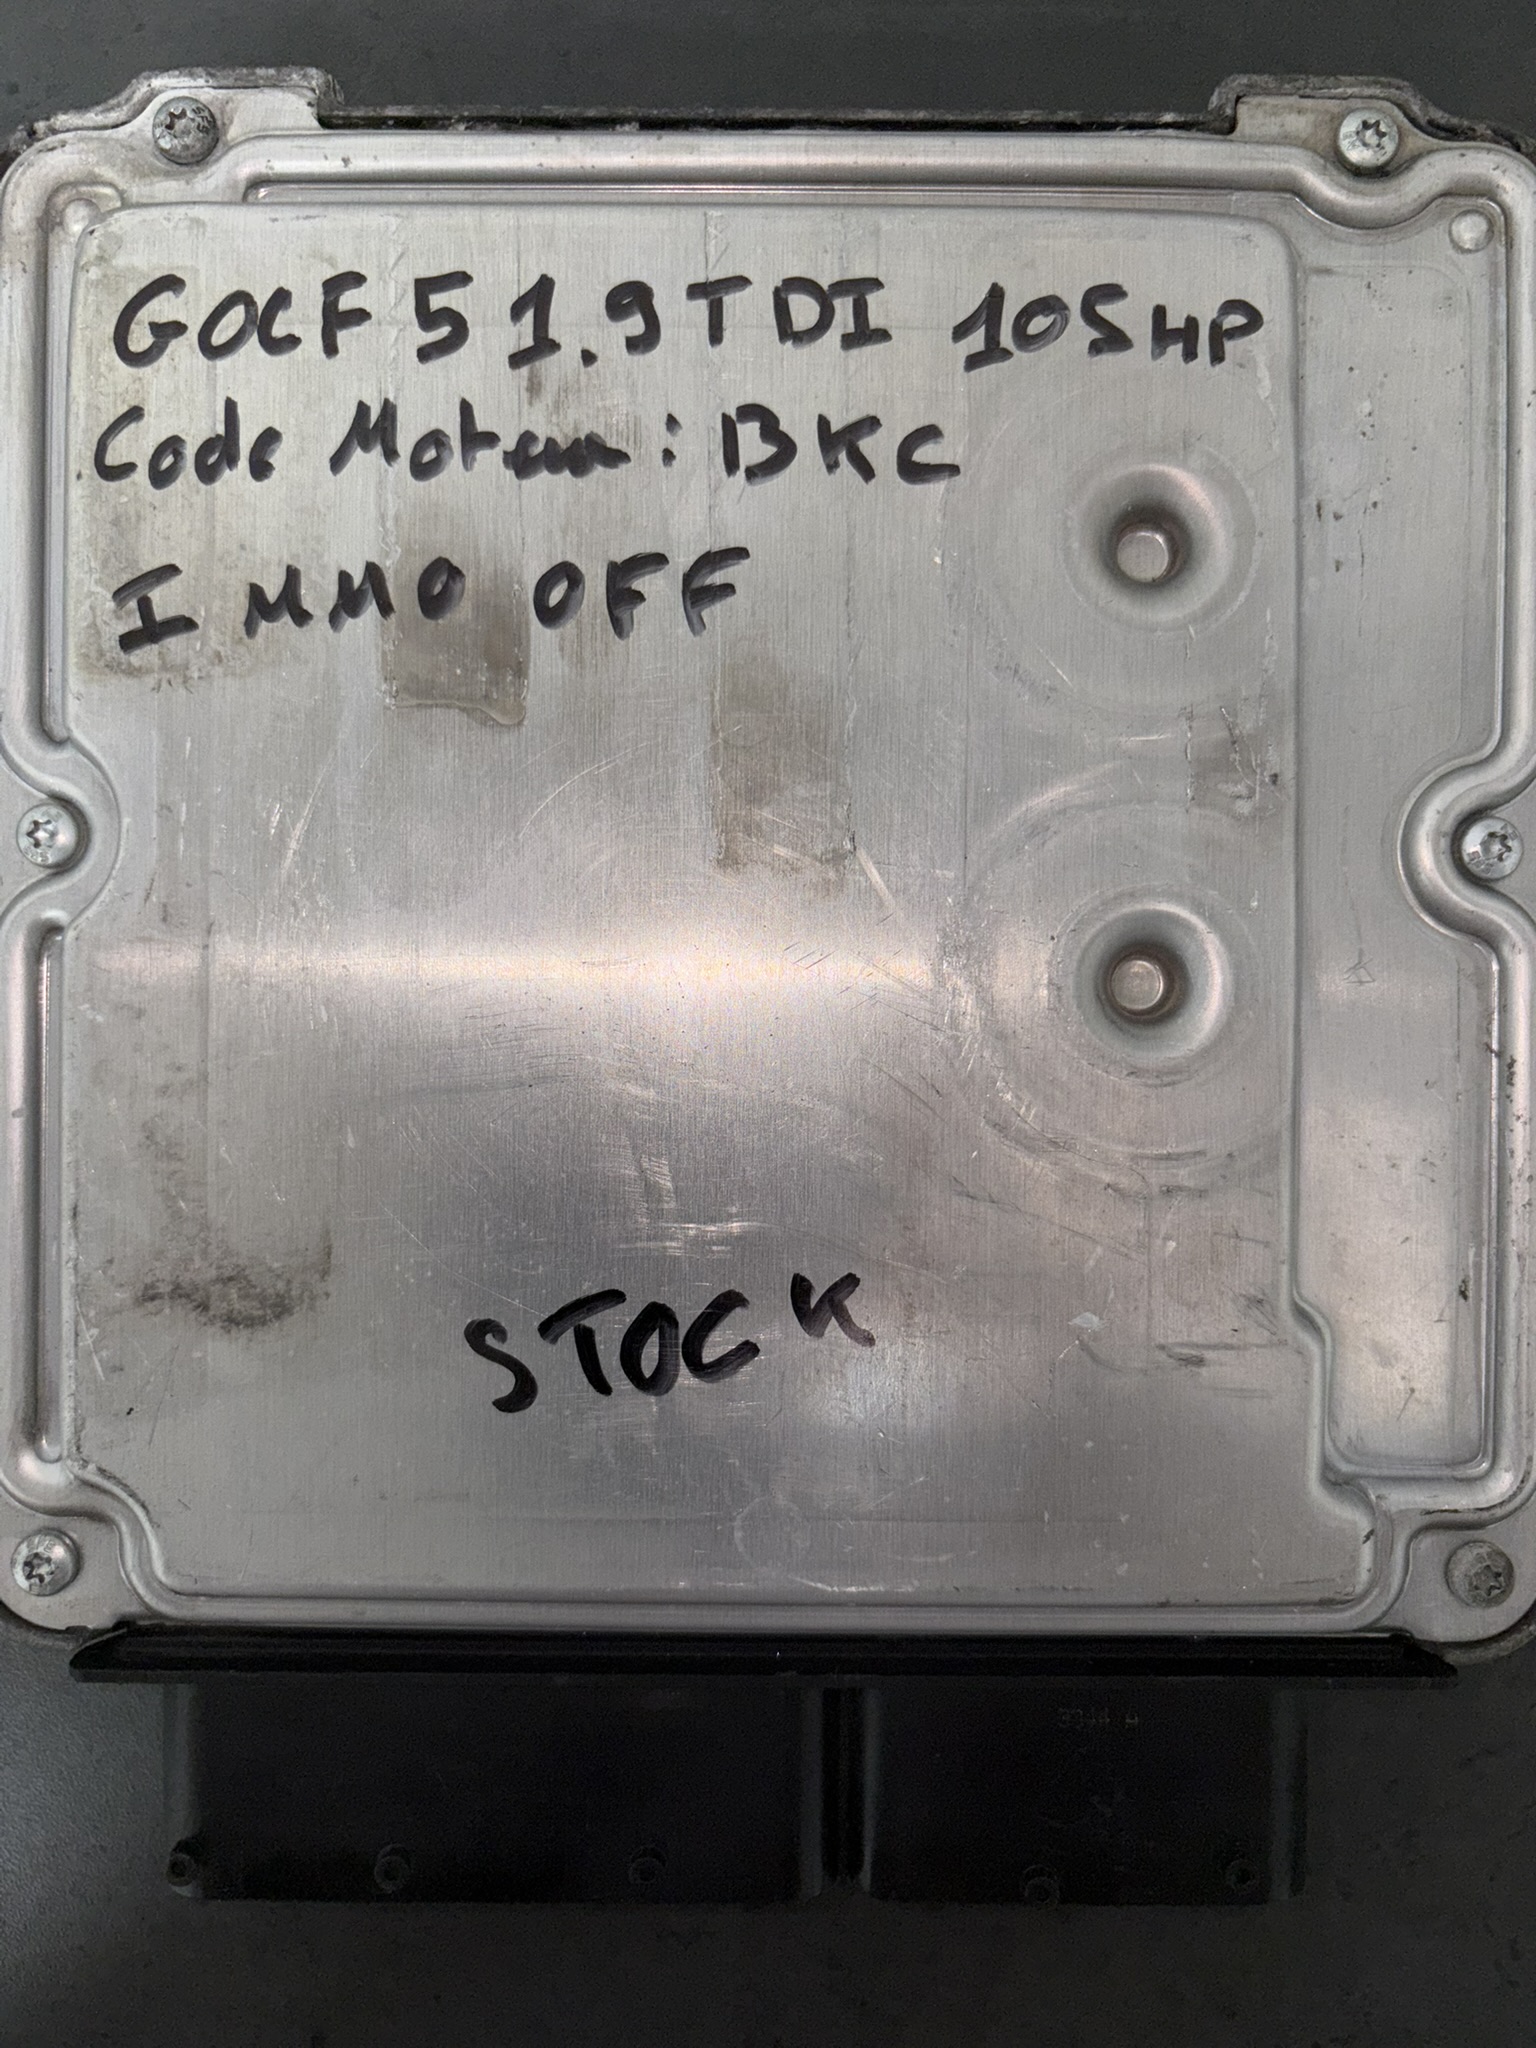 GOLF 5 1.9 TDI 105HP
Code Moteur : BKC
IMMO OFF
STOCK